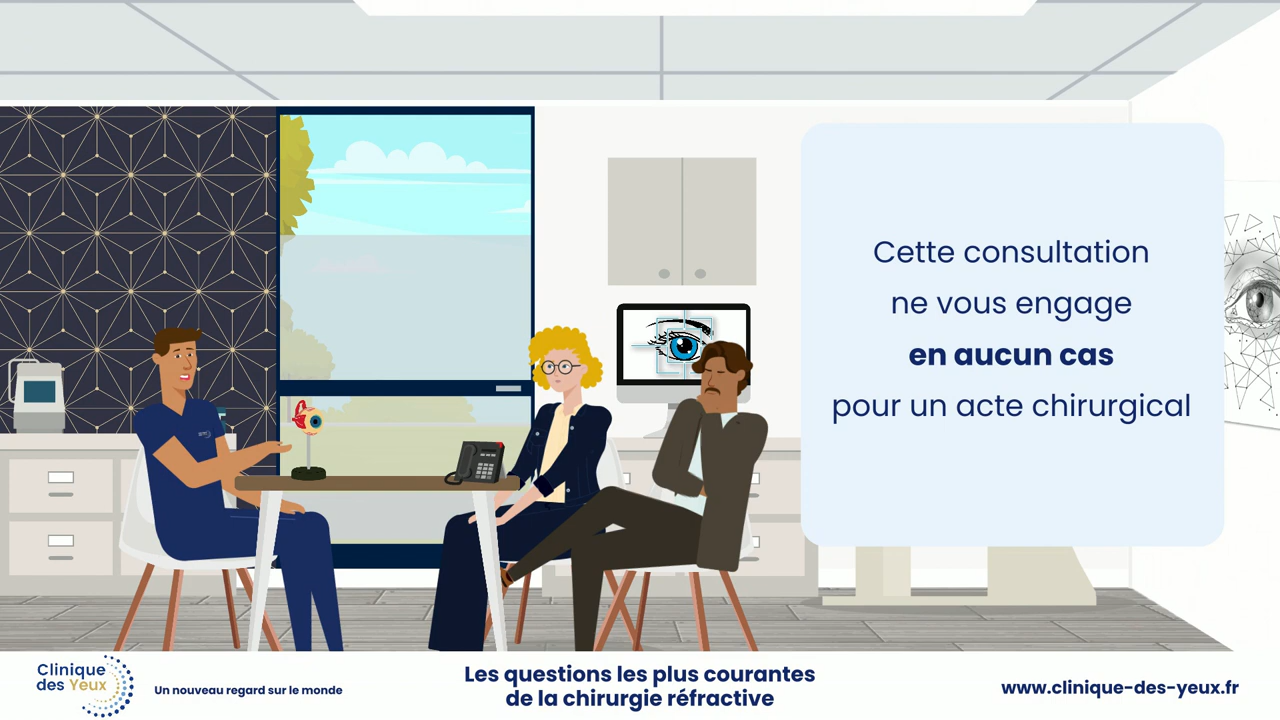 Cette consultation
ne vous engage
en aucun cas
pour un acte chirurgical
Clinique
des Yeux
Un nouveau regard sur le monde
Les questions les plus courantes
de la chirurgie réfractive
www.clinique-des-yeux.fr